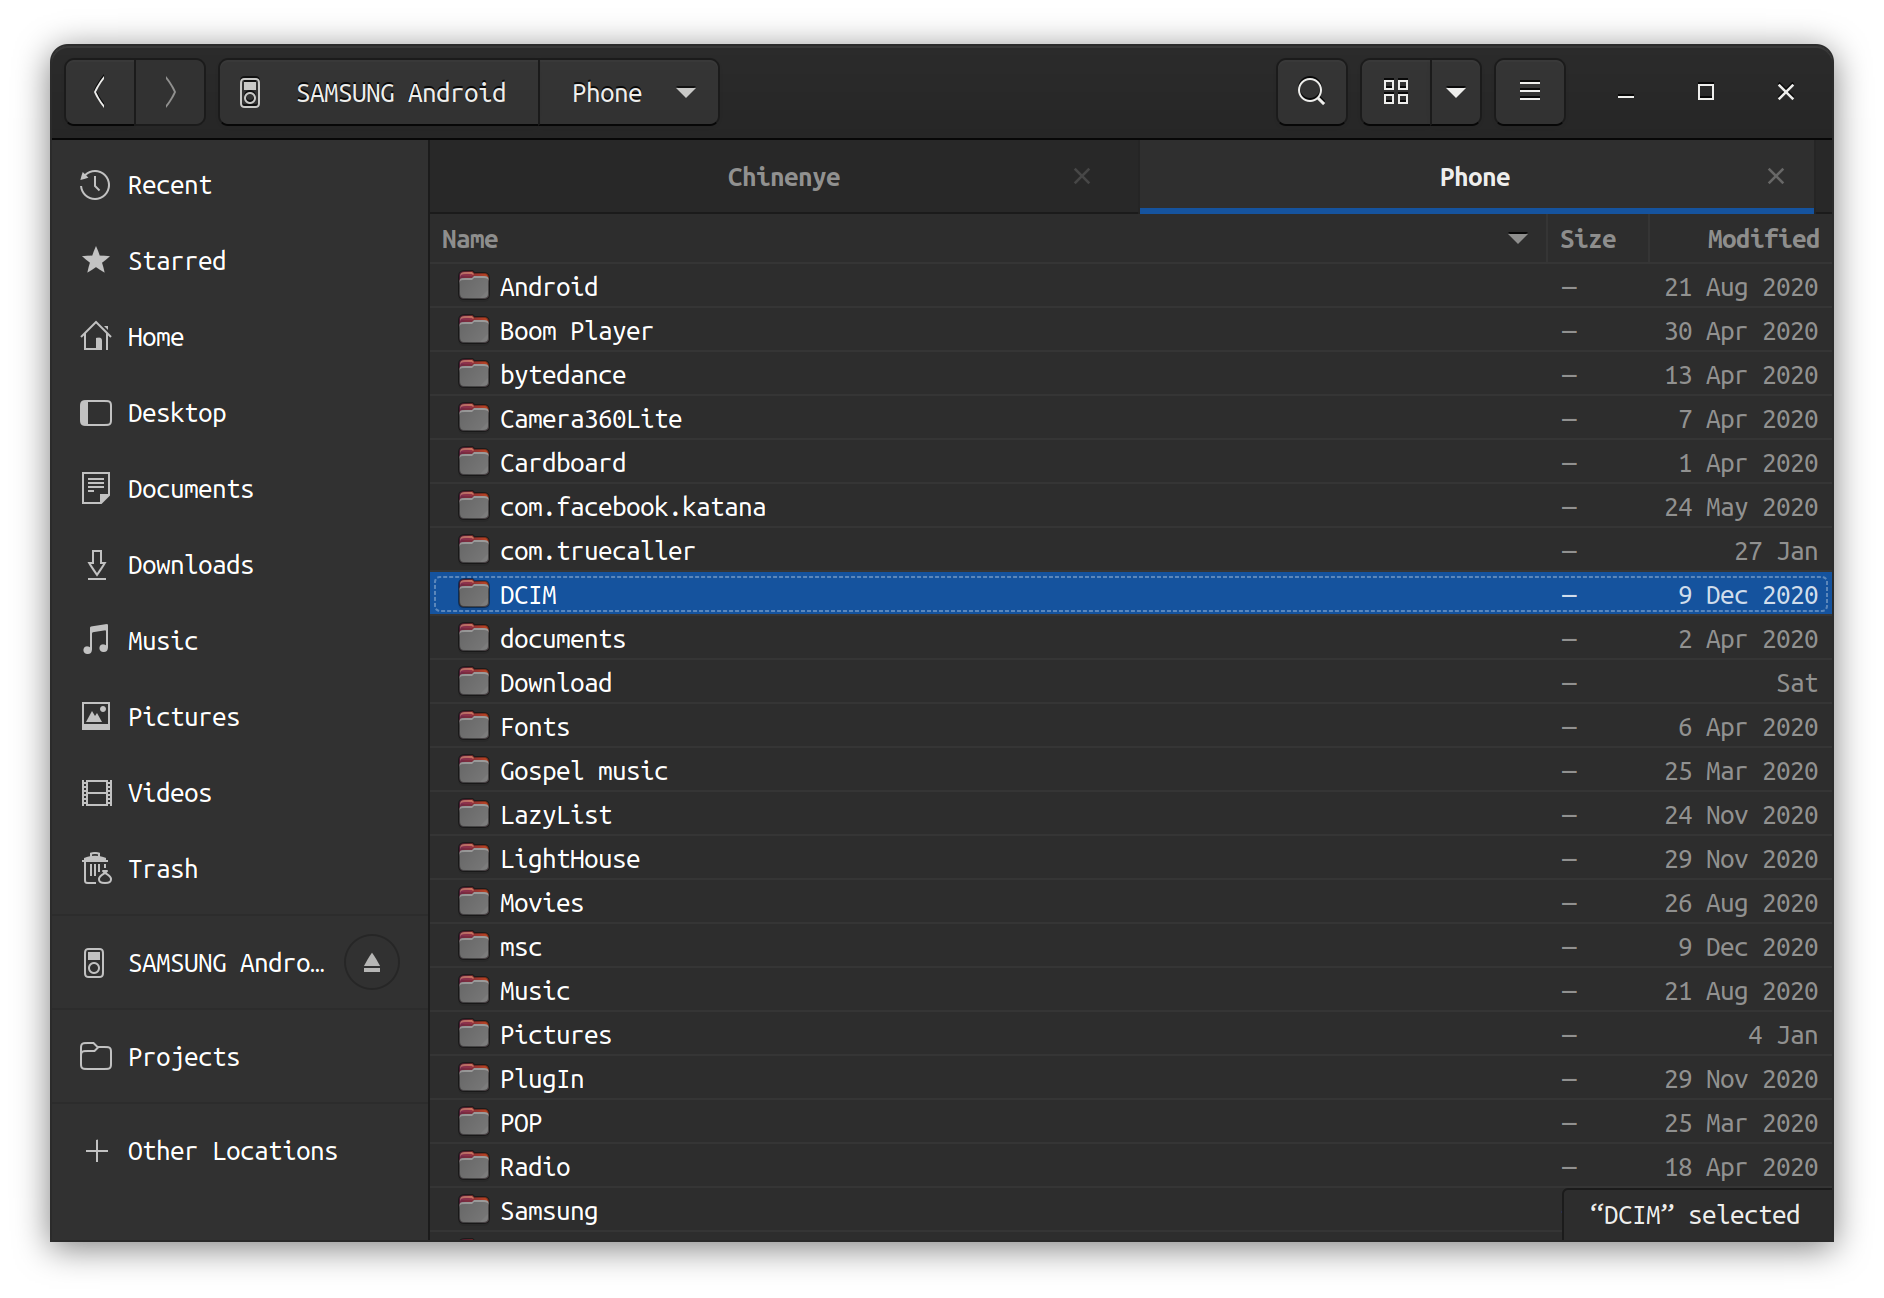 SAMSUNG Android Phone
Recent
Starred
Home
Desktop
Documents
Downloads
Music
Pictures
Videos
Trash
SAMSUNG Andro…
Projects
Other Locations
Chinenye Phone
Name Size Modified
Android – 21 Aug 2020
Boom Player – 30 Apr 2020
bytedance – 13 Apr 2020
Camera360Lite – 7 Apr 2020
Cardboard – 1 Apr 2020
com.facebook.katana – 24 May 2020
com.truecaller – 27 Jan
DCIM – 9 Dec 2020
documents – 2 Apr 2020
Download – Sat
Fonts – 6 Apr 2020
Gospel music – 25 Mar 2020
LazyList – 24 Nov 2020
LightHouse – 29 Nov 2020
Movies – 26 Aug 2020
msc – 9 Dec 2020
Music – 21 Aug 2020
Pictures – 4 Jan
PlugIn – 29 Nov 2020
POP – 25 Mar 2020
Radio – 18 Apr 2020
Samsung
“DCIM” selected